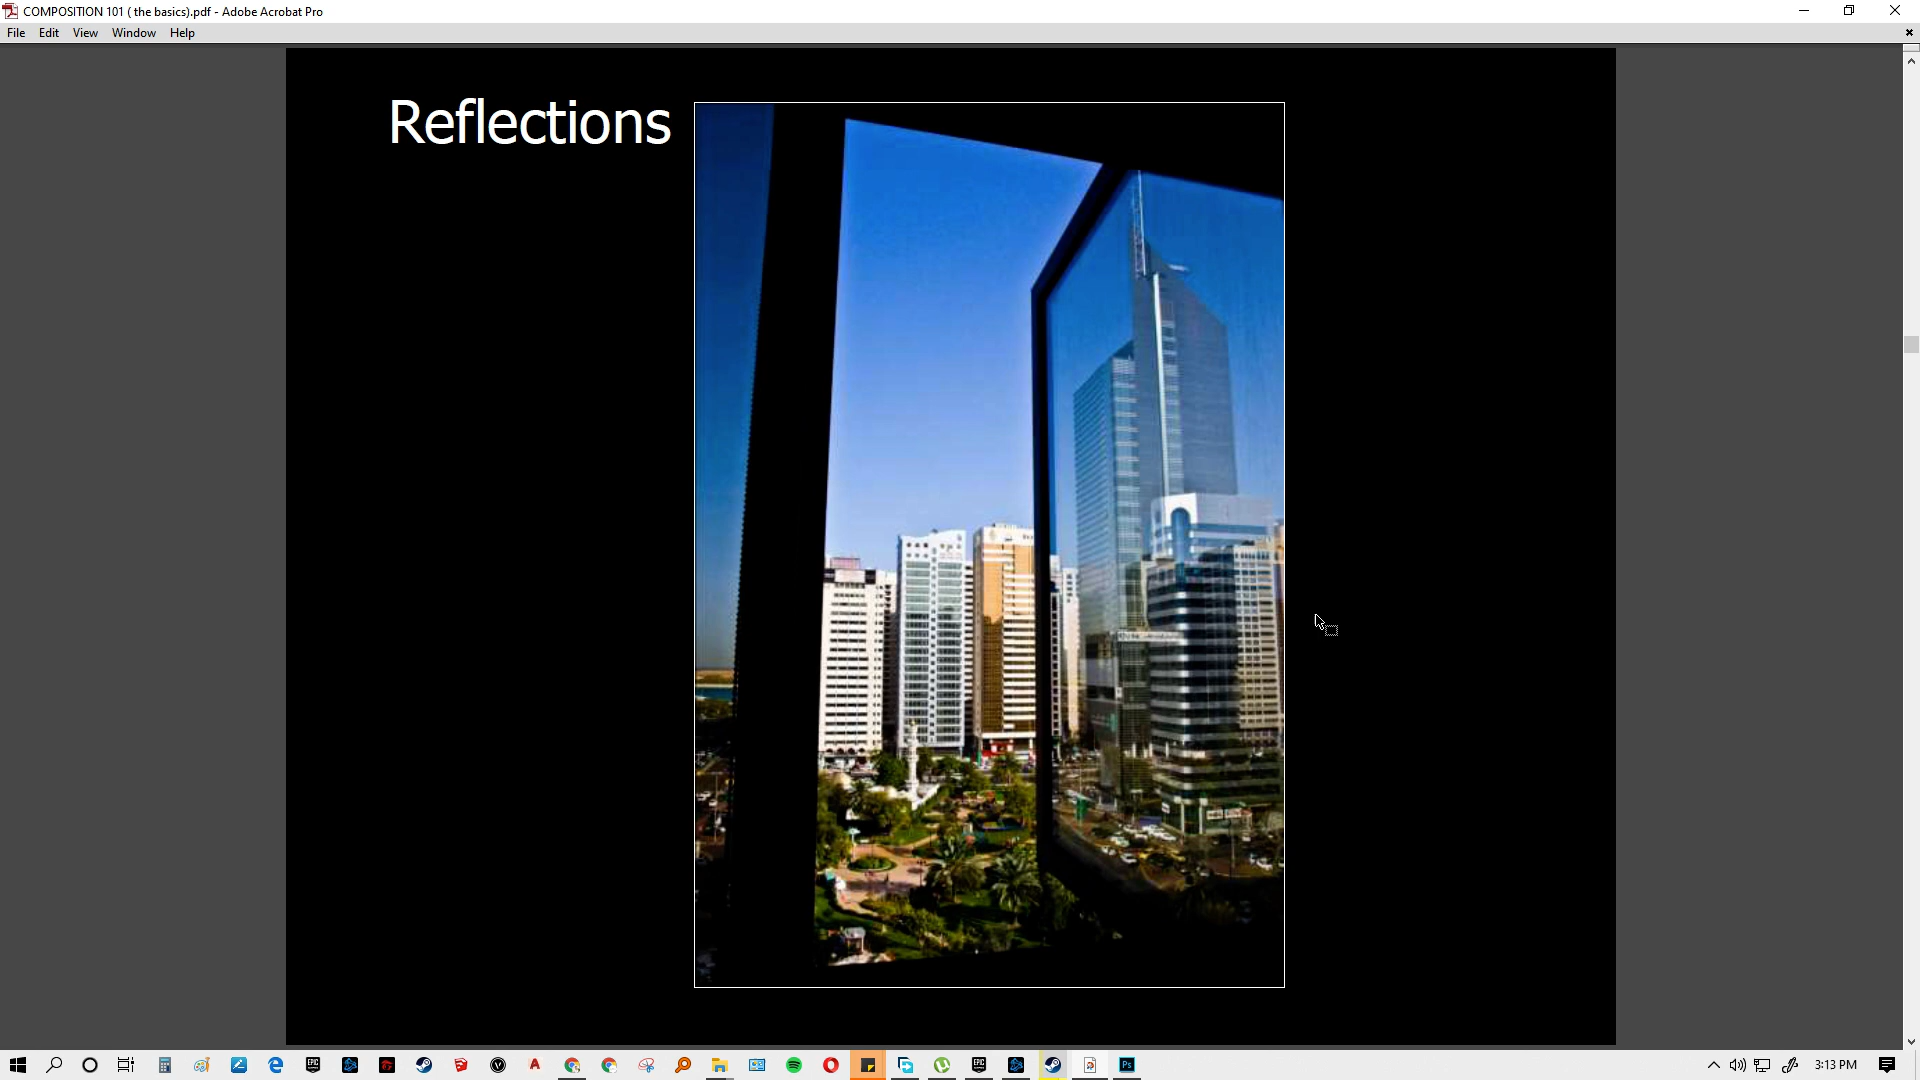 COMPOSITION 101 ( the basics).pdf - Adobe Acrobat Pro
File Edit View Window Help
Reflections
3:13 PM